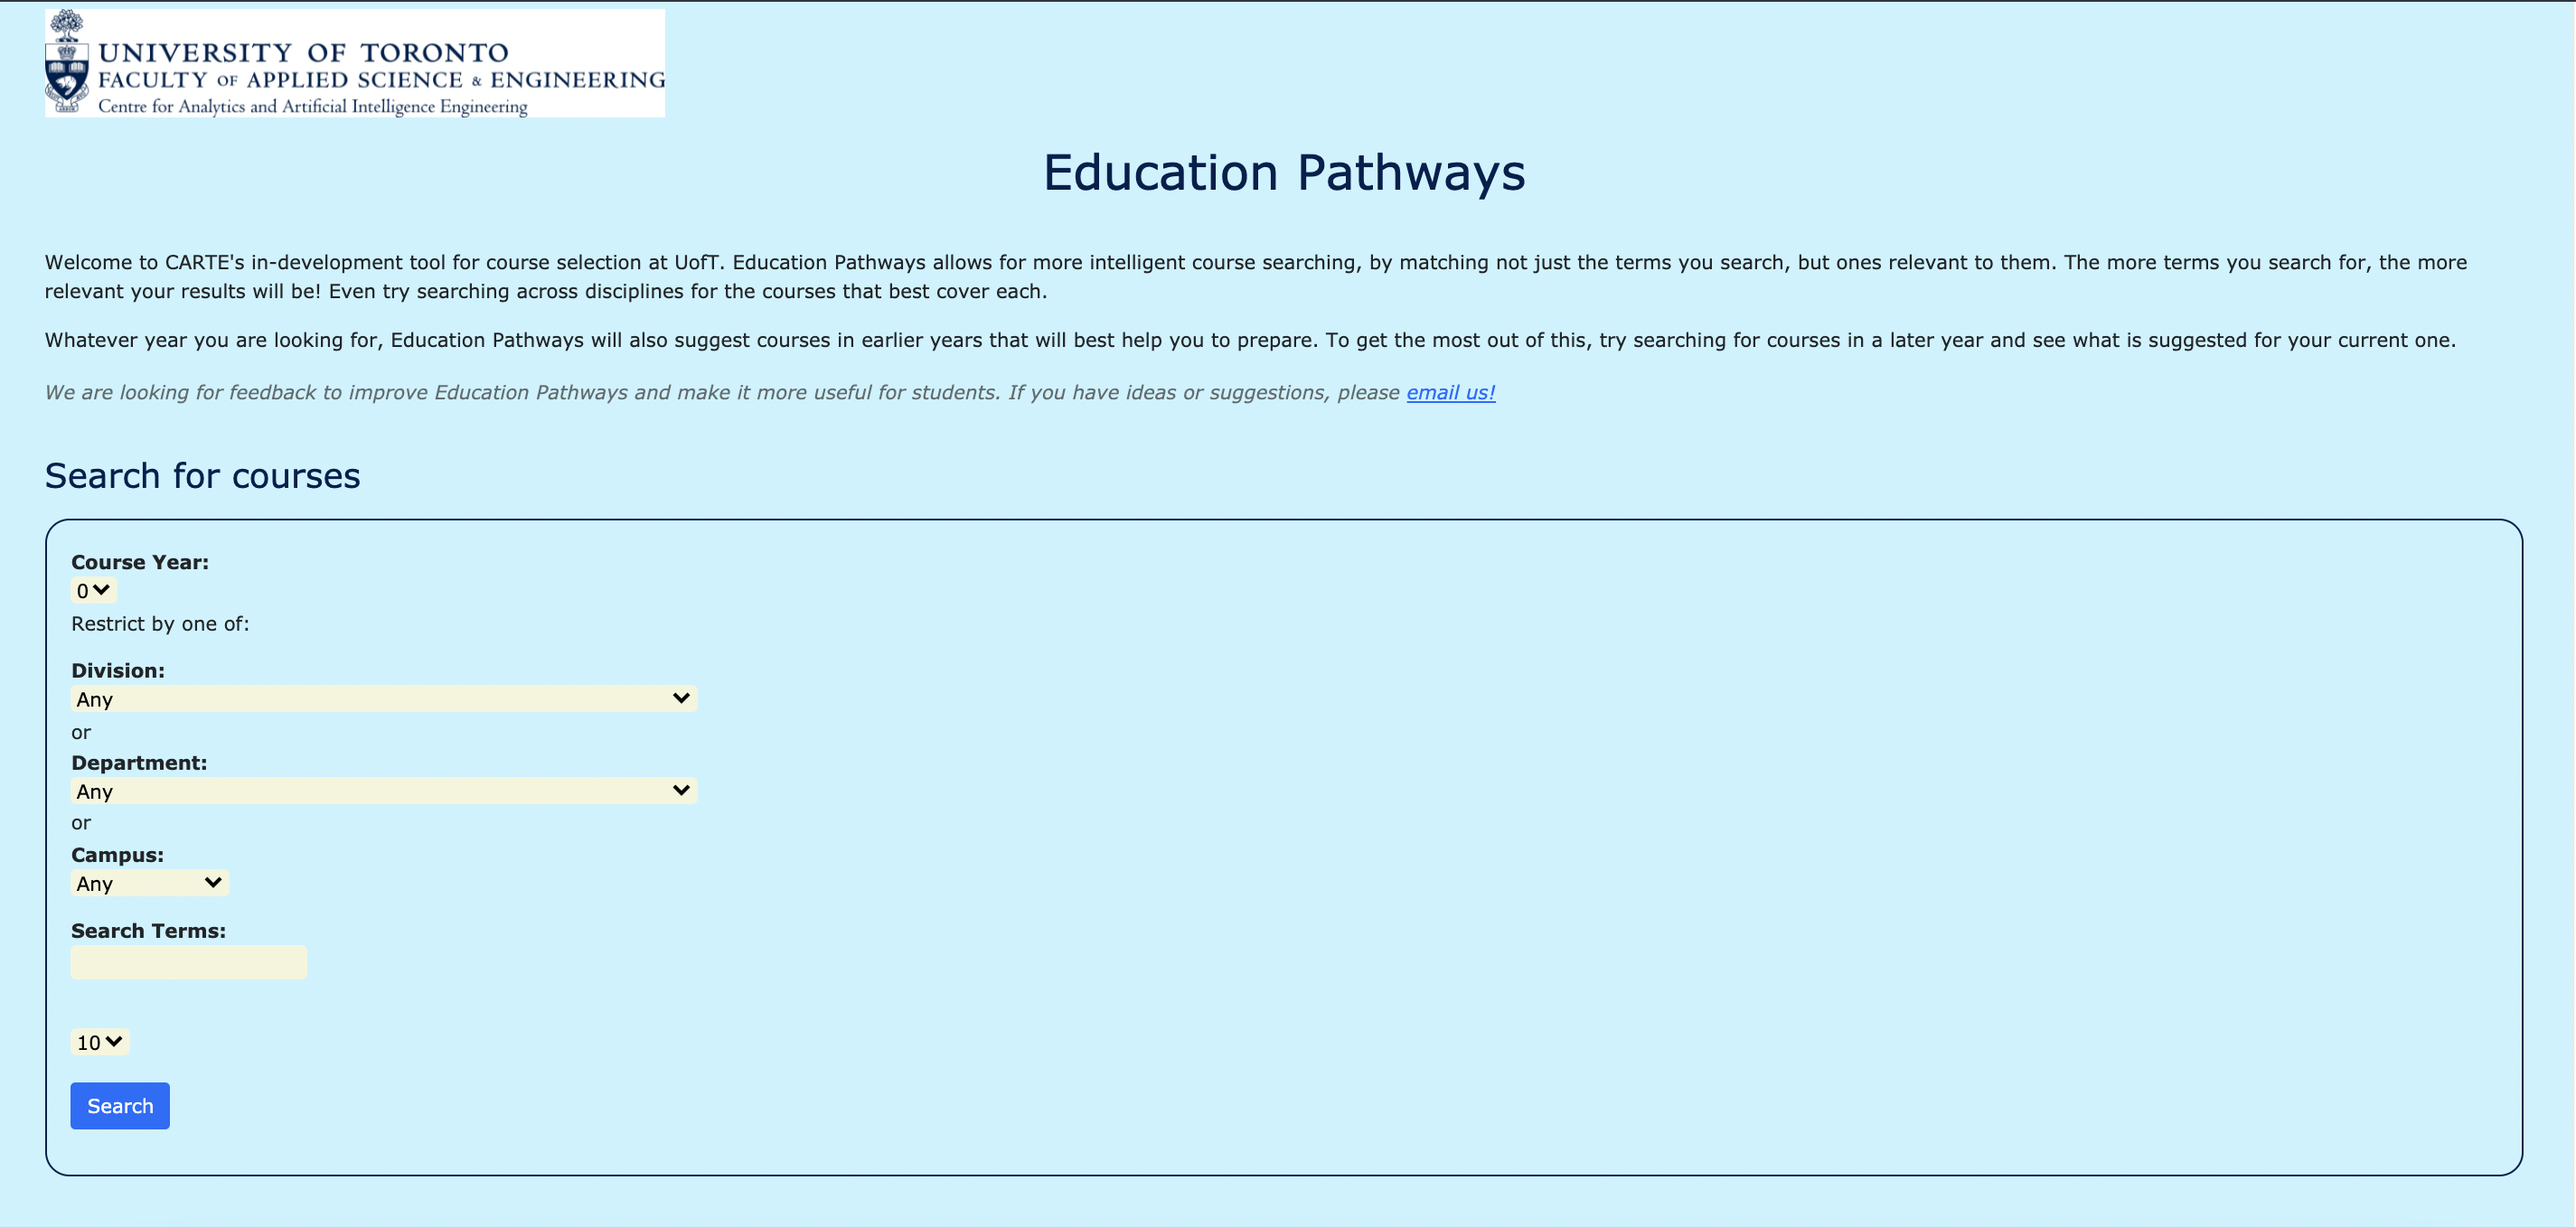 UNIVERSITY OF TORONTO
FACULTY OF APPLIED SCIENCE & ENGINEERING
Centre for Analytics and Artificial Intelligence Engineering
Education Pathways
Welcome to CARTE's in-development tool for course selection at UofT. Education Pathways allows for more intelligent course searching, by matching not just the terms you search, but ones relevant to them. The more terms you search for, the more
relevant your results will be! Even try searching across disciplines for the courses that best cover each.
Whatever year you are looking for, Education Pathways will also suggest courses in earlier years that will best help you to prepare. To get the most out of this, try searching for courses in a later year and see what is suggested for your current one.
We are looking for feedback to improve Education Pathways and make it more useful for students. If you have ideas or suggestions, please email us!
Search for courses
Course Year:
0
Restrict by one of:
Division:
Any
or
Department:
Any
or
Campus:
Any
Search Terms:
10
Search